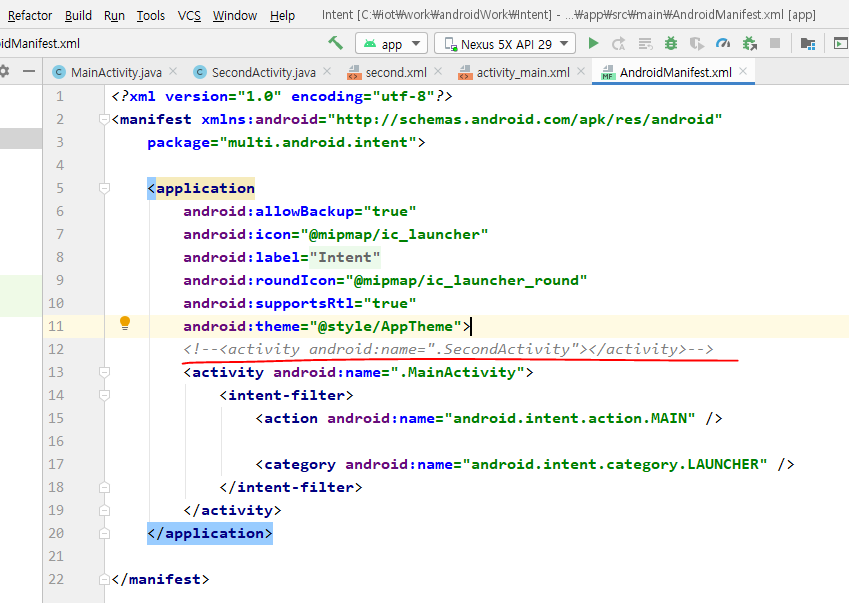 Refactor Build Run Tools VCS Window Help Intent [C:₩iot₩work₩androidWork₩Intent] - ...₩app₩src₩main₩AndroidManifest.xml [app]
oidManifest.xml app Nexus 5X API 29
MainActivity.java SecondActivity.java second.xml activity_main.xml AndroidManifest.xml
1 <?xml version="1.0" encoding="utf-8"?>
2 <manifest xmlns:android="http://schemas.android.com/apk/res/android"
3 package="multi.android.intent">
4
5 <application
6 android:allowBackup="true"
7 android:icon="@mipmap/ic_launcher"
8 android:label="Intent"
9 android:roundIcon="@mipmap/ic_launcher_round"
10 android:supportsRtl="true"
11 android:theme="@style/AppTheme">
12 <!--<activity android:name=".SecondActivity"></activity>-->
13 <activity android:name=".MainActivity">
14 <intent-filter>
15 <action android:name="android.intent.action.MAIN" />
16
17 <category android:name="android.intent.category.LAUNCHER" />
18 </intent-filter>
19 </activity>
20 </application>
21
22 </manifest>